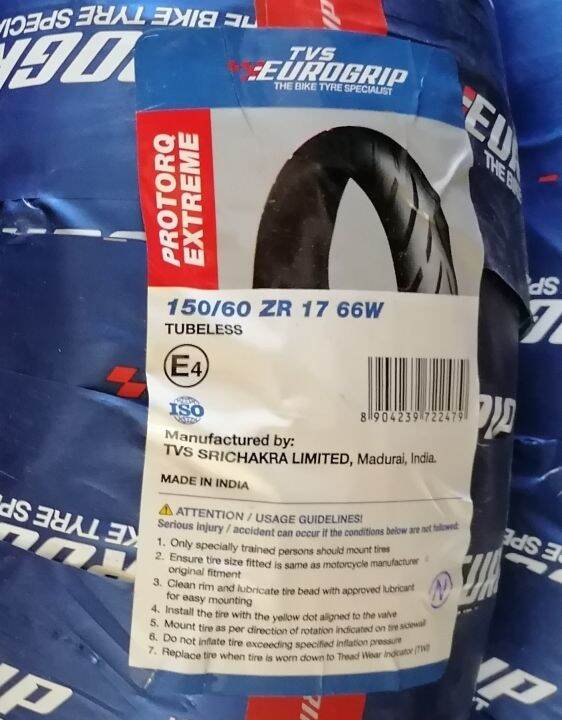 THE BIKE TYRE SPECIA
TVS
EUROGRIP
THE BIKE TYRE SPECIALIST
PROTORQ
EXTREME
150/60 ZR 17 66W
TUBELESS
E4
ISO
8 904239 722479
Manufactured by:
TVS SRICHAKRA LIMITED, Madurai, India.
MADE IN INDIA
ATTENTION / USAGE GUIDELINES!
Serious injury / accident can occur if the conditions below are not followed:
1. Only specially trained persons should mount tires
2. Ensure tire size fitted is same as motorcycle manufacturer
original fitment
3. Clean rim and lubricate tire bead with approved lubricant
for easy mounting
4. Install the tire with the yellow dot aligned to the valve
5. Mount tire as per direction of rotation indicated on tire sidewall
6. Do not inflate tire exceeding specified inflation pressure
7. Replace tire when tire is worn down to Tread Wear Indicator (TWI)
N